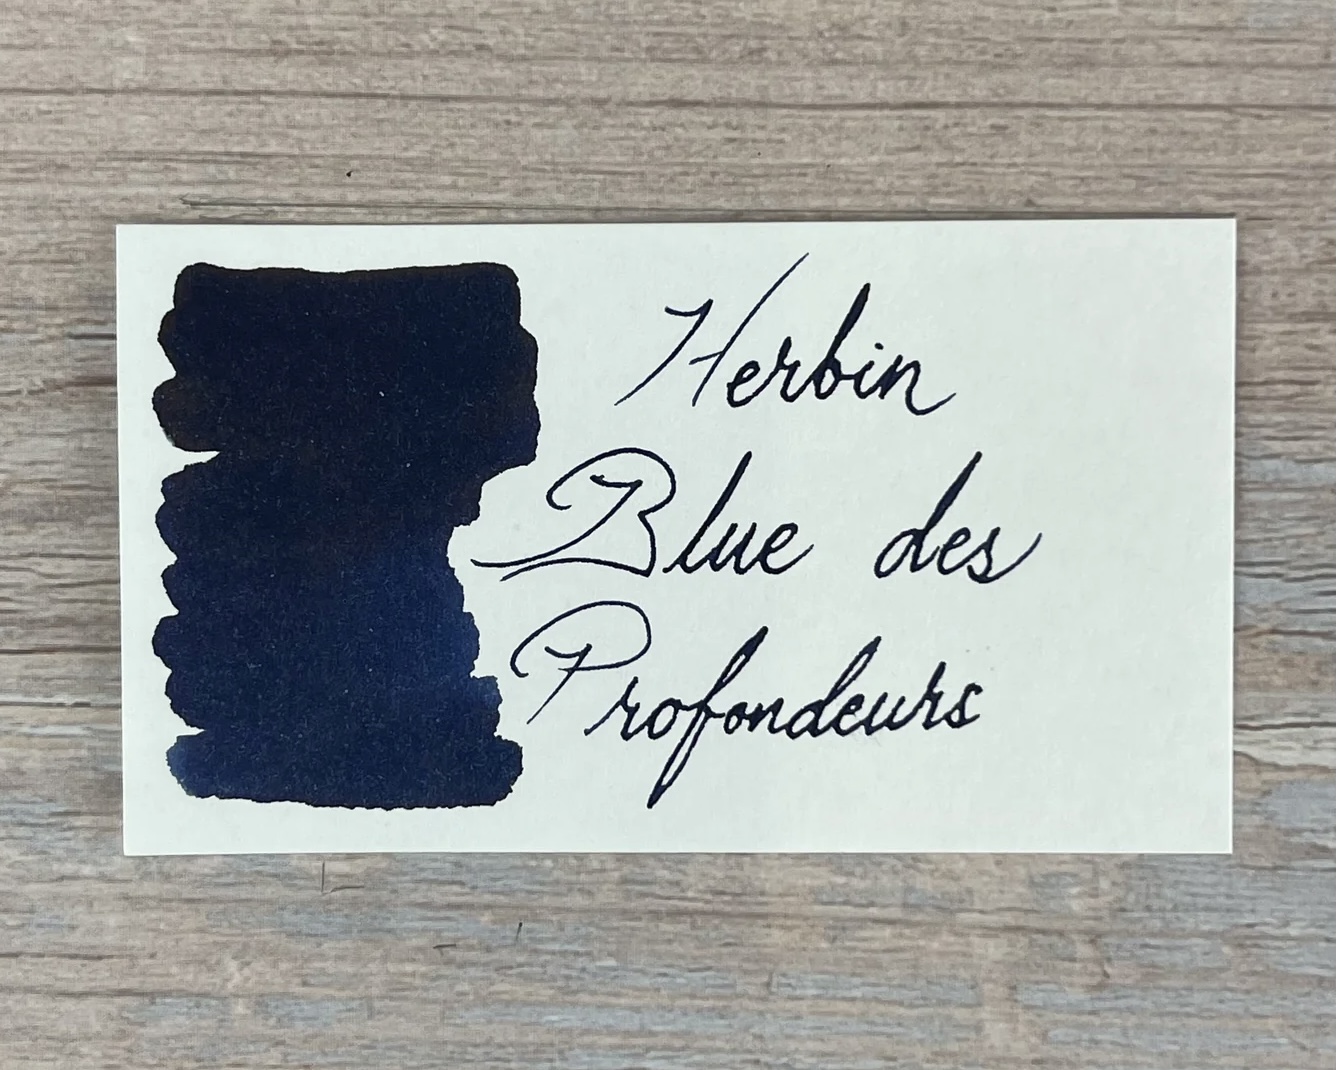 Herbin
Blue des
Profondeurs